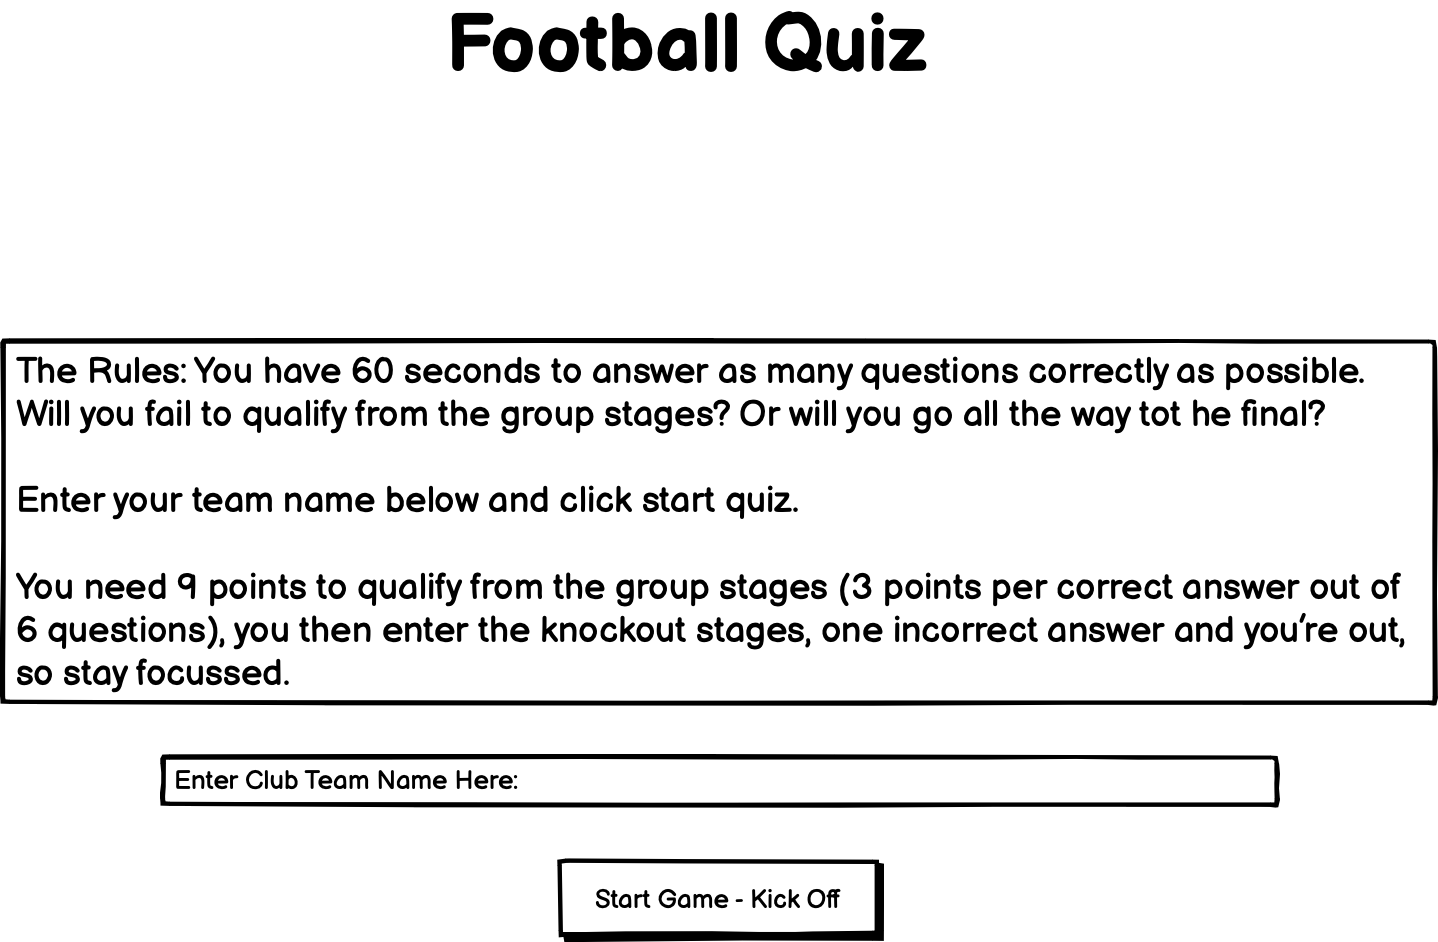 Football Quiz
The Rules: You have 60 seconds to answer as many questions correctly as possible.
Will you fail to qualify from the group stages? Or will you go all the way tot he final?
Enter your team name below and click start quiz.
You need 9 points to qualify from the group stages (3 points per correct answer out of
6 questions), you then enter the knockout stages, one incorrect answer and you're out,
so stay focussed.
Enter Club Team Name Here:
Start Game - Kick Off